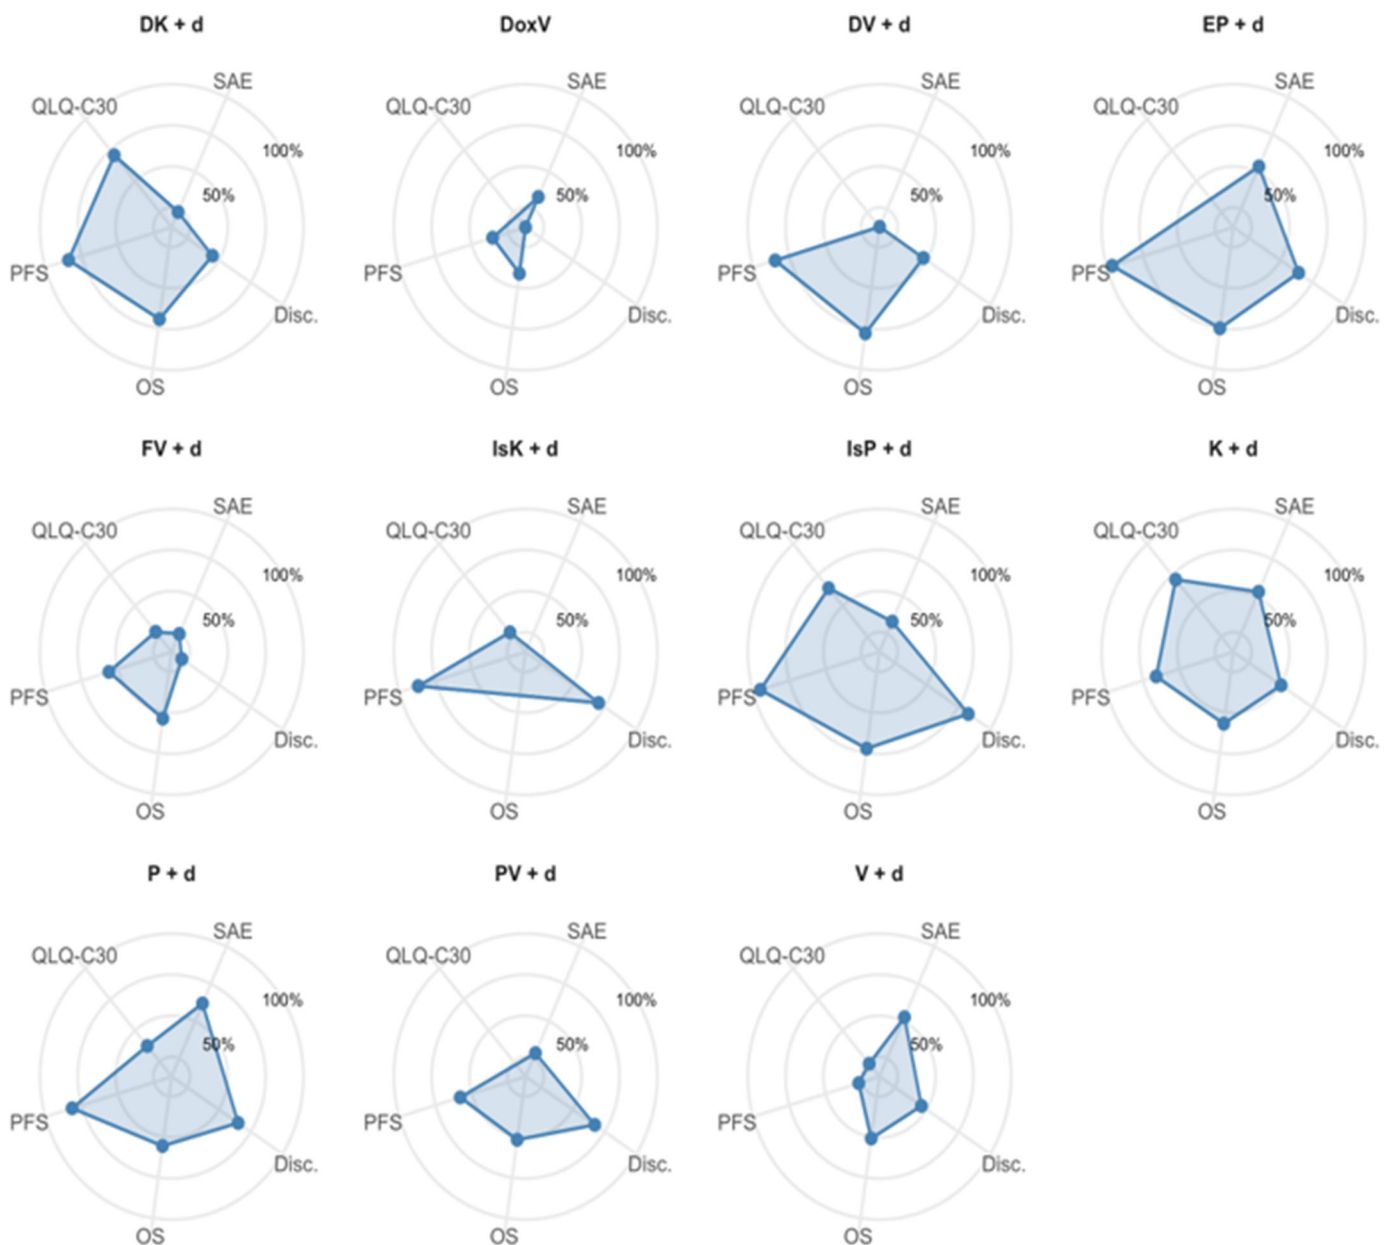 DK + d
DoxV
DV + d
EP + d
SAE
QLQ-C30
100%
50%
PFS
Disc.
OS
SAE
QLQ-C30
100%
50%
PFS
Disc.
OS
SAE
QLQ-C30
100%
50%
PFS
Disc.
OS
SAE
QLQ-C30
100%
50%
PFS
Disc.
OS
FV + d
IsK + d
IsP + d
K + d
SAE
QLQ-C30
100%
50%
PFS
Disc.
OS
SAE
QLQ-C30
100%
50%
PFS
Disc.
OS
SAE
QLQ-C30
100%
50%
PFS
Disc.
OS
SAE
QLQ-C30
100%
50%
PFS
Disc.
OS
P + d
PV + d
V + d
SAE
QLQ-C30
100%
50%
PFS
Disc.
OS
SAE
QLQ-C30
100%
50%
PFS
Disc.
OS
SAE
QLQ-C30
100%
50%
PFS
Disc.
OS